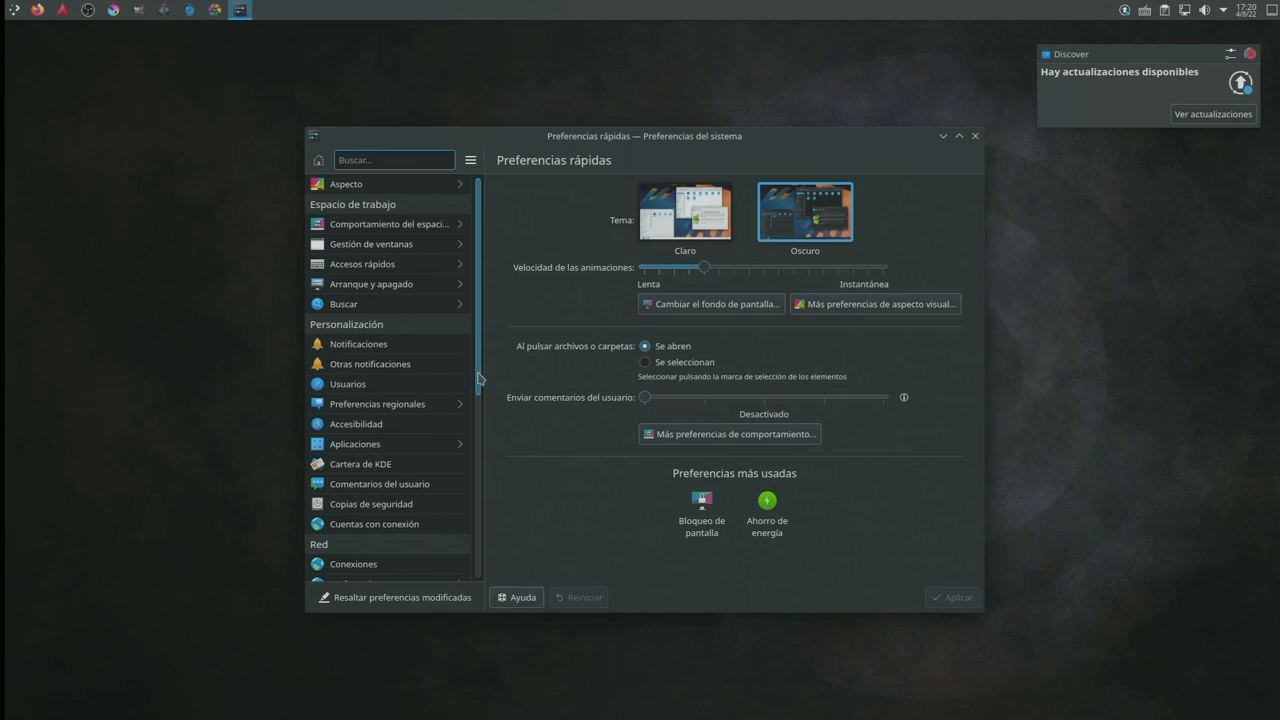 17:20
4/8/22
Discover
Hay actualizaciones disponibles
Ver actualizaciones
Preferencias rápidas — Preferencias del sistema
Buscar...
Preferencias rápidas
Aspecto
Espacio de trabajo
Comportamiento del espaci...
Gestión de ventanas
Accesos rápidos
Arranque y apagado
Buscar
Personalización
Notificaciones
Otras notificaciones
Usuarios
Preferencias regionales
Accesibilidad
Aplicaciones
Cartera de KDE
Comentarios del usuario
Copias de seguridad
Cuentas con conexión
Red
Conexiones
Resaltar preferencias modificadas
Tema:
Claro
Oscuro
Velocidad de las animaciones:
Lenta
Instantánea
Cambiar el fondo de pantalla...
Más preferencias de aspecto visual...
Al pulsar archivos o carpetas:
Se abren
Se seleccionan
Seleccionar pulsando la marca de selección de los elementos
Enviar comentarios del usuario:
Desactivado
Más preferencias de comportamiento...
Preferencias más usadas
Bloqueo de
pantalla
Ahorro de
energía
Ayuda
Reiniciar
Aplicar